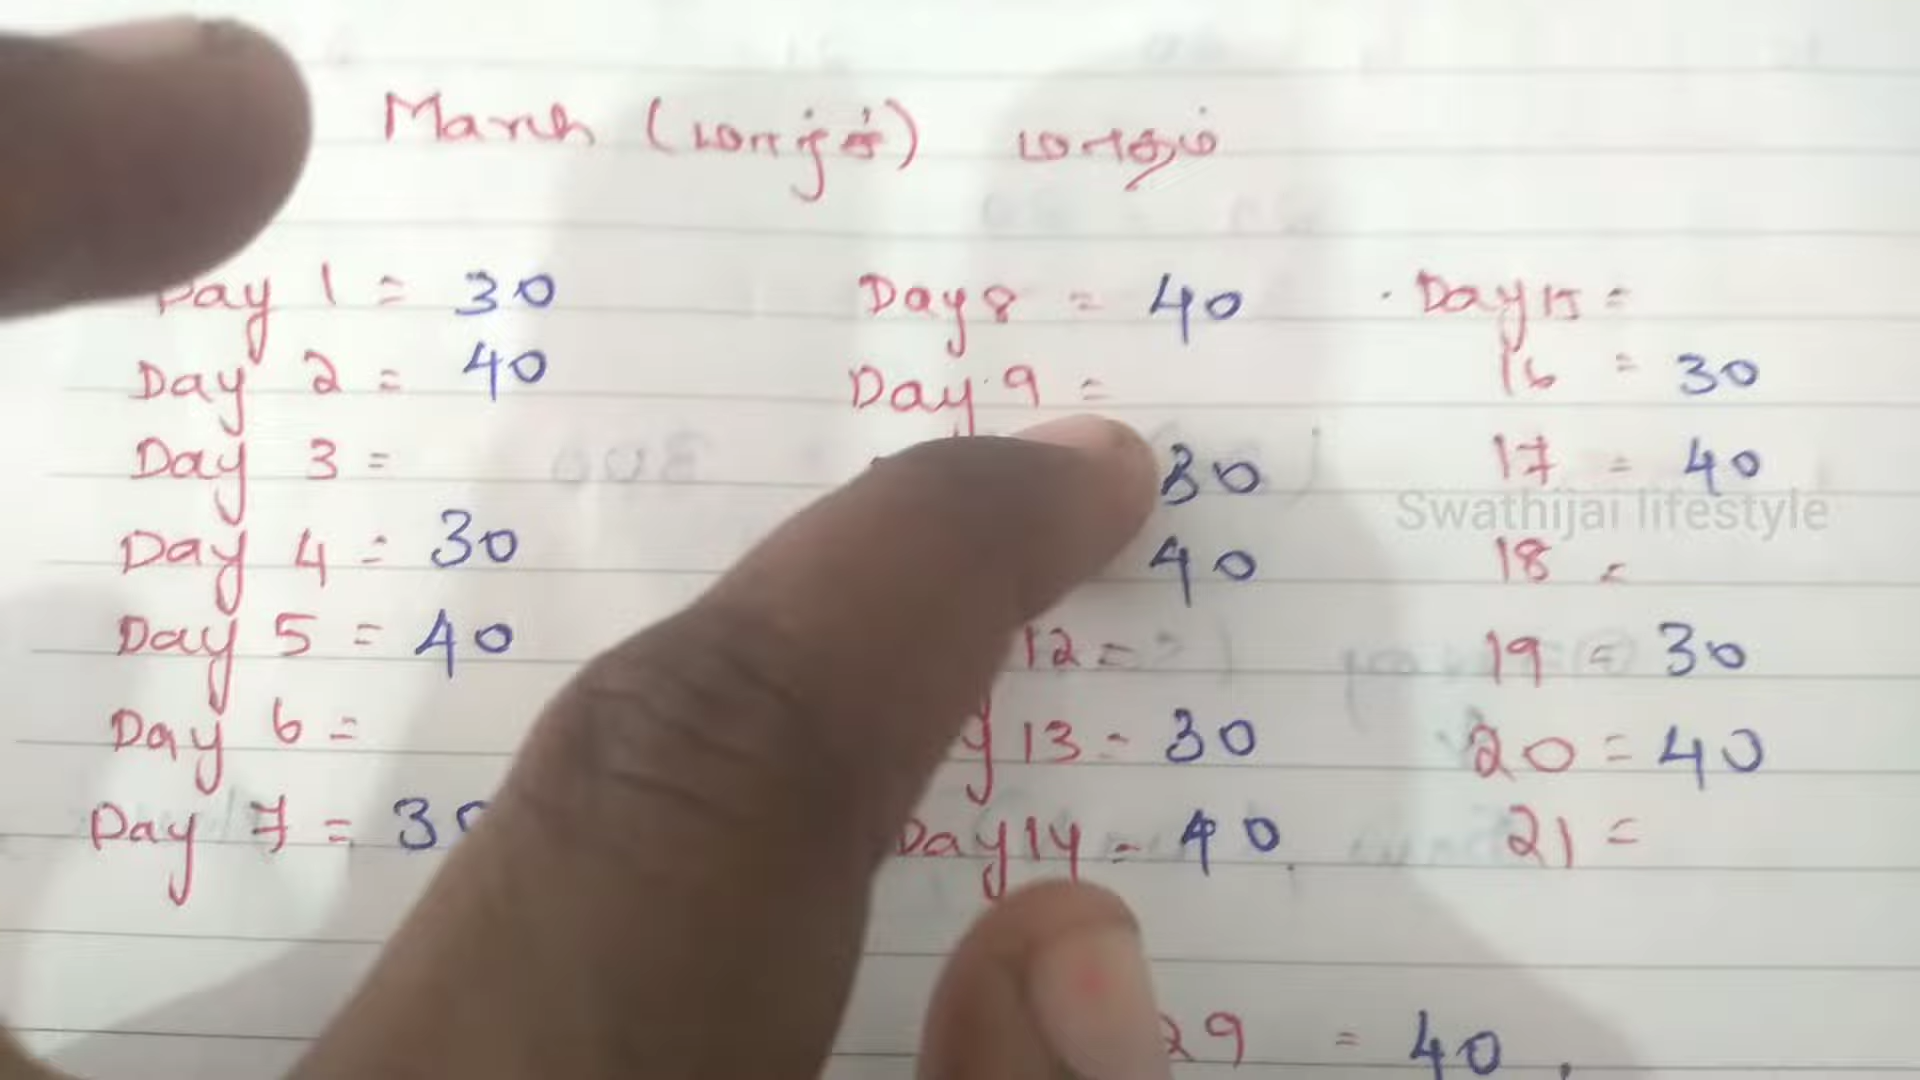 March (மார்ச்) மாதம்
Day 1 = 30
Day 2 = 40
Day 3 =
Day 4 = 30
Day 5 = 40
Day 6 =
Day 7 = 30
Day 8 = 40
Day 9 =
30
40
12 =
13 = 30
Day 14 = 40
Day 15 =
16 = 30
17 = 40
Swathijai lifestyle
18 =
19 = 30
20 = 40
21 =
29 = 40